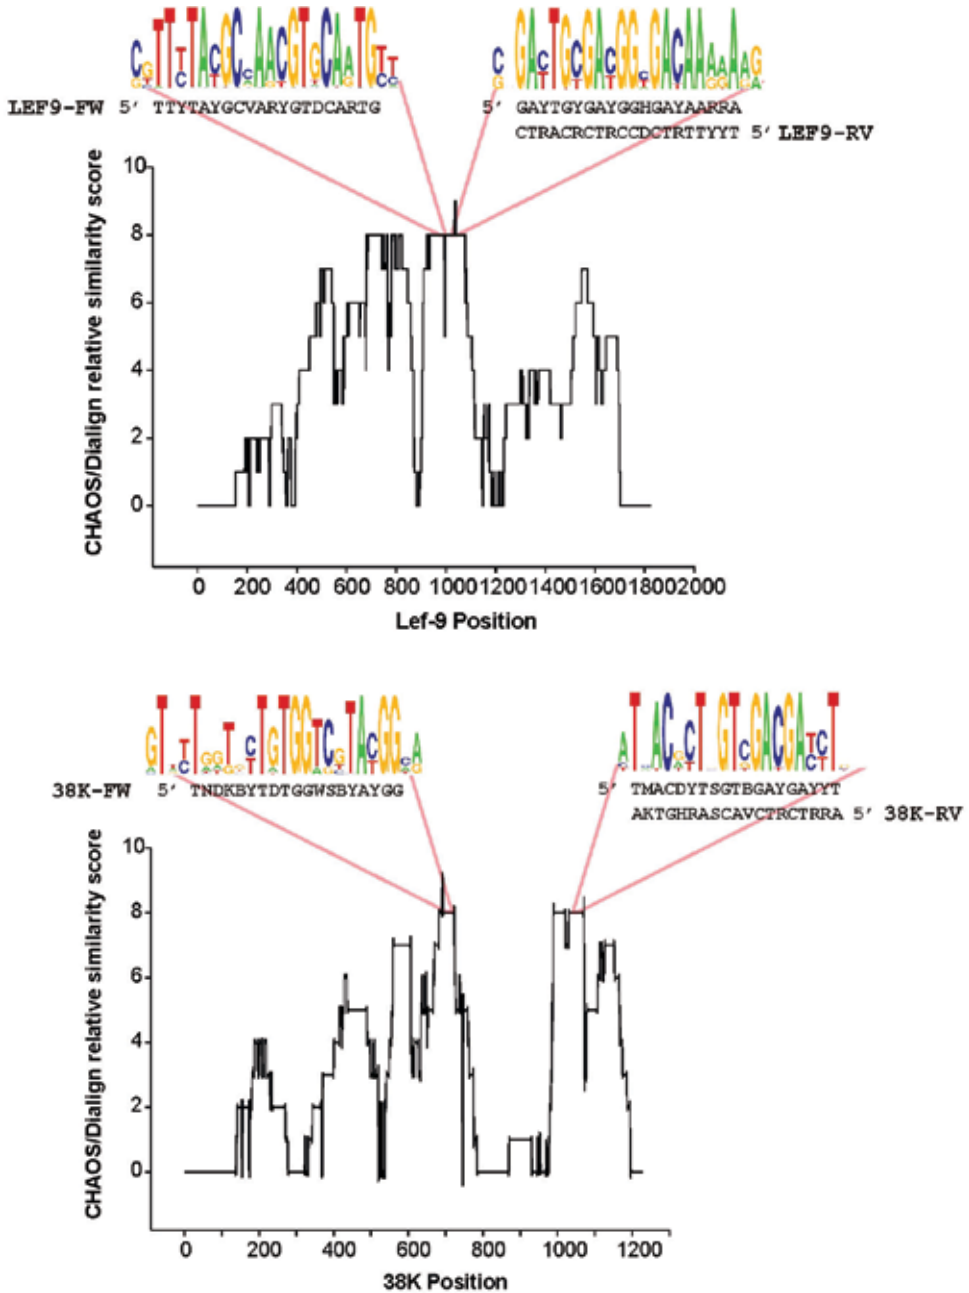 LEF9-FW 5' TTYTAYGCVARYGTDCARTG
5' GAYTGYGAYGGHGAYAARRA
CTRACRCTRCCDCTRTTYYT 5' LEF9-RV
CHAOS/Dialign relative similarity score
10
8
6
4
2
0
0 200 400 600 800 1000 1200 1400 1600 1800 2000
Lef-9 Position
38K-FW 5' TNDKBYTDTGGWSBYAYGG
5' TMACDYTSGTBGAYGAYYT
AKTGHRASCAVCTRCTRRA 5' 38K-RV
CHAOS/Dialign relative similarity score
10
8
6
4
2
0
0 200 400 600 800 1000 1200
38K Position